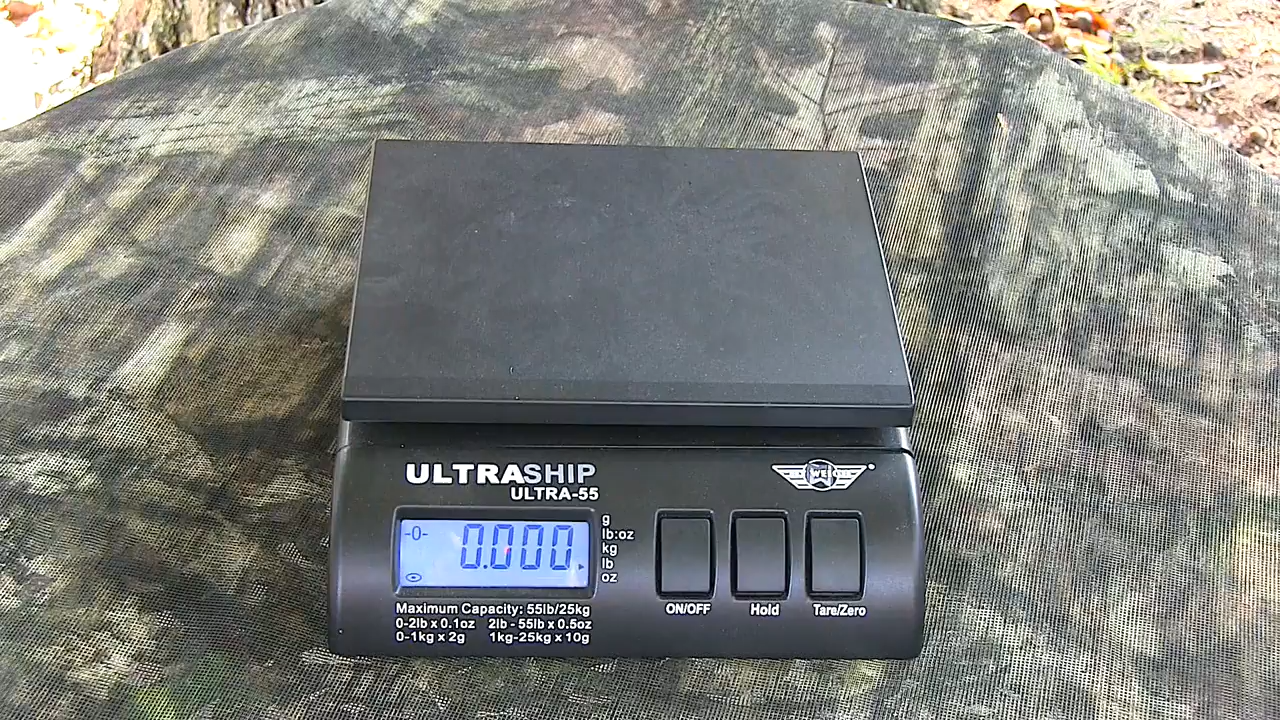 ULTRASHIP
ULTRA-55
-0- 0.000
g
lb:oz
kg
lb
oz
ON/OFF Hold Tare/Zero
Maximum Capacity: 55lb/25kg
0-2lb x 0.1oz 2lb - 55lb x 0.5oz
0-1kg x 2g 1kg-25kg x 10g